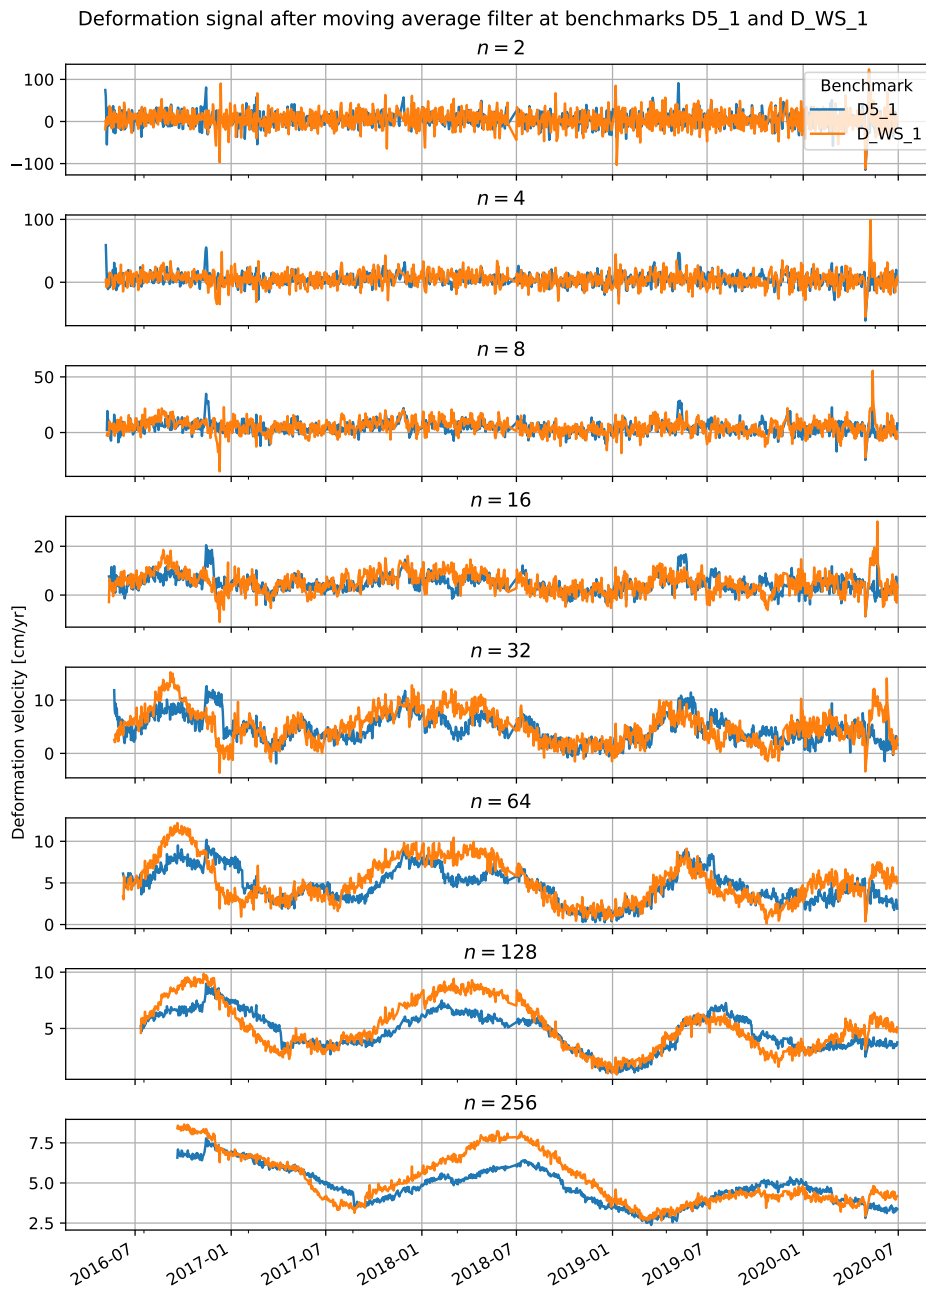 Deformation signal after moving average filter at benchmarks D5_1 and D_WS_1
n = 2
100
0
−100
Benchmark
D5_1
D_WS_1
n = 4
100
0
n = 8
50
0
n = 16
20
0
n = 32
10
0
Deformation velocity [cm/yr]
n = 64
10
5
0
n = 128
10
5
n = 256
7.5
5.0
2.5
2016-07
2017-01
2017-07
2018-01
2018-07
2019-01
2019-07
2020-01
2020-07